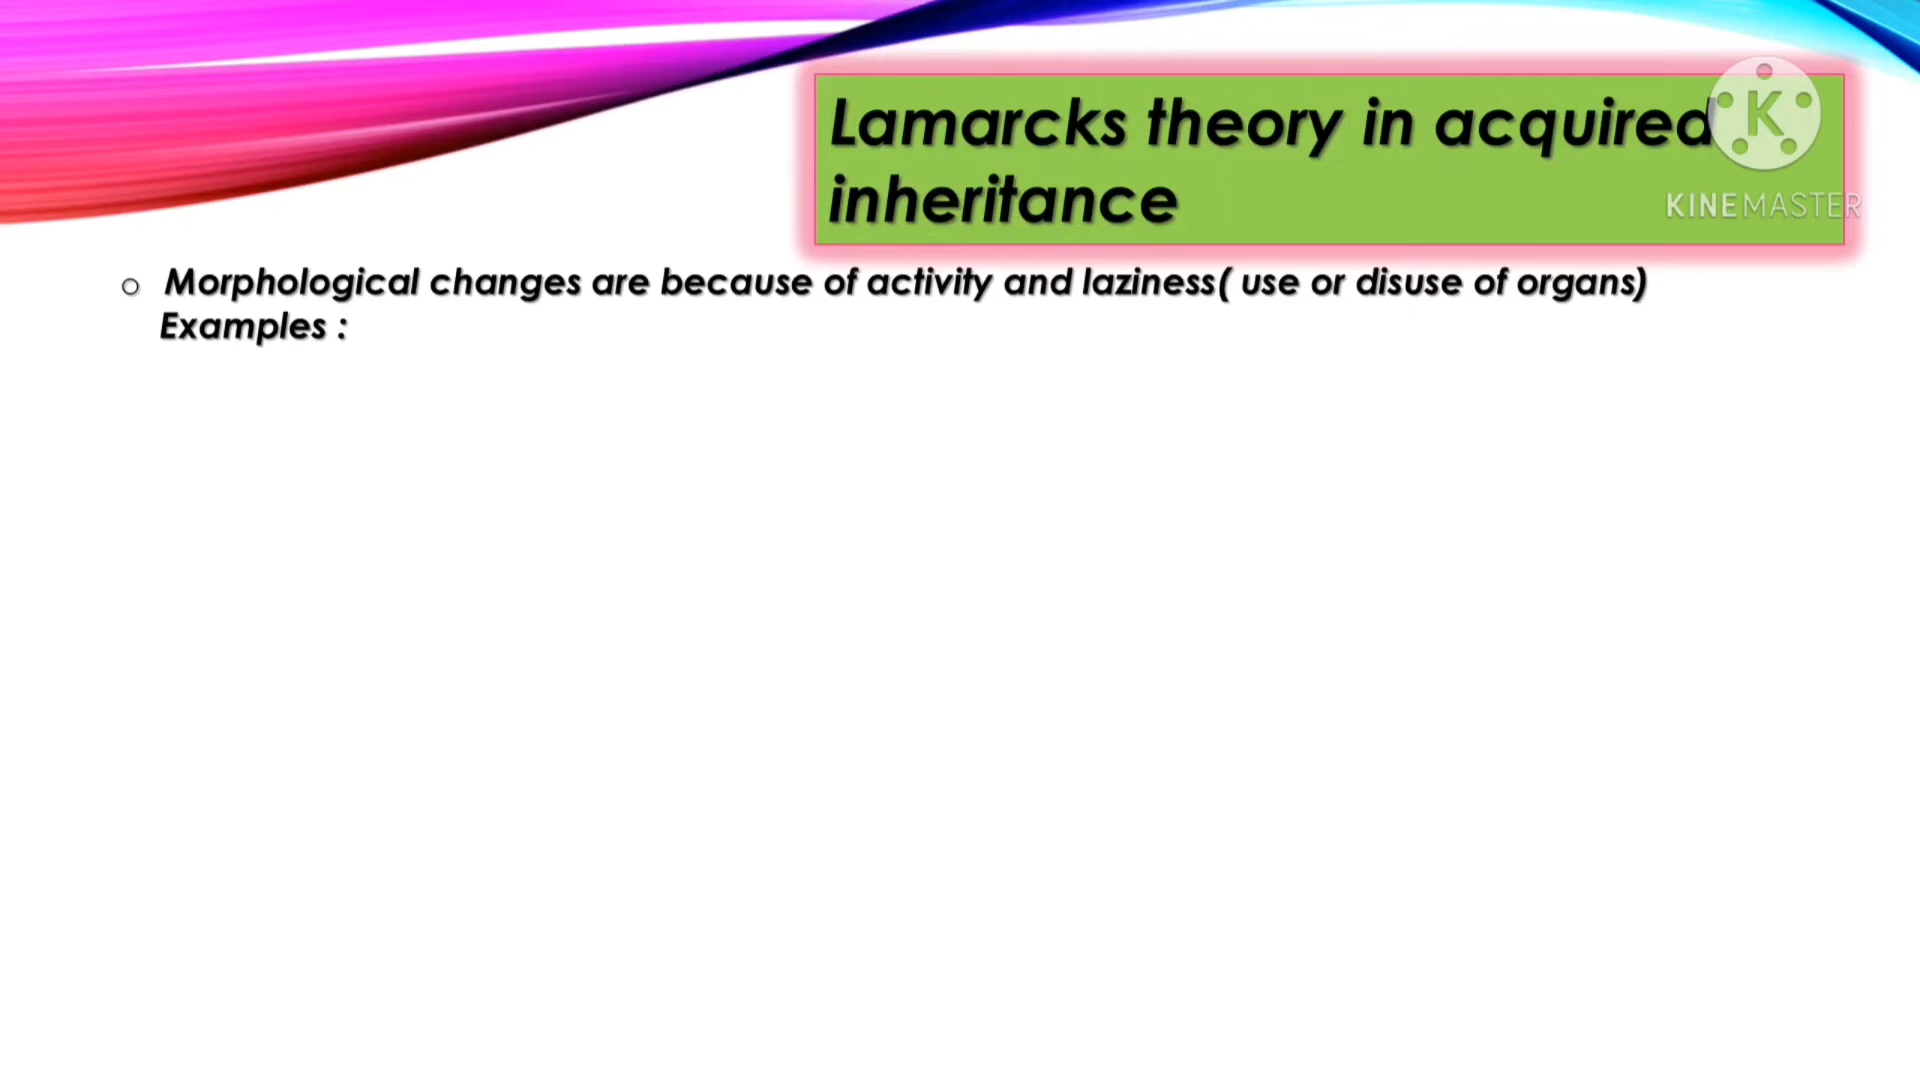 Lamarcks theory in acquired
inheritance
K
KINEMASTER
Morphological changes are because of activity and laziness( use or disuse of organs)
Examples :